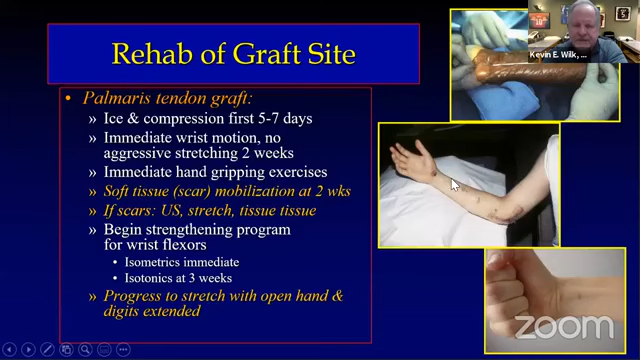 Rehab of Graft Site
Kevin E. Wilk, ...
• Palmaris tendon graft:
» Ice & compression first 5-7 days
» Immediate wrist motion, no
aggressive stretching 2 weeks
» Immediate hand gripping exercises
» Soft tissue (scar) mobilization at 2 wks
» If scars: US, stretch, tissue tissue
» Begin strengthening program
for wrist flexors
• Isometrics immediate
• Isotonics at 3 weeks
» Progress to stretch with open hand &
digits extended
zoom